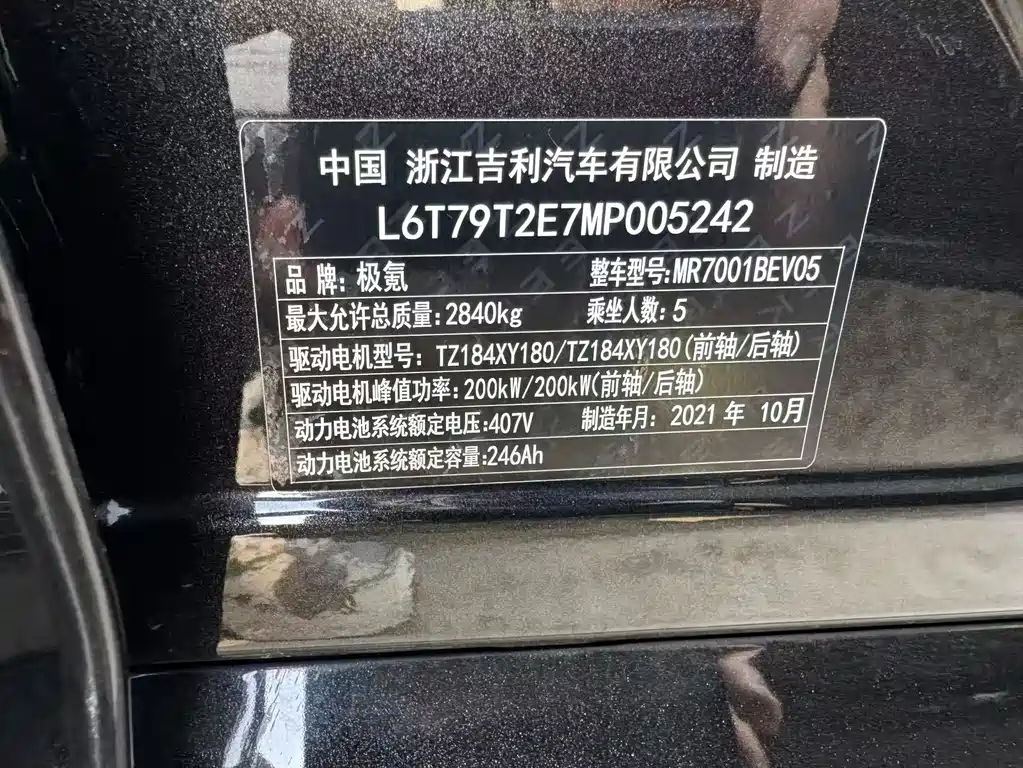 中国 浙江吉利汽车有限公司 制造
L6T79T2E7MP005242
品 牌: 极氪 整车型号:MR7001BEV05
最大允许总质量:2840kg 乘坐人数: 5
驱动电机型号: TZ184XY180/TZ184XY180(前轴/后轴)
驱动电机峰值功率:200kW/200kW(前轴/后轴)
动力电池系统额定电压:407V 制造年月: 2021 年 10月
动力电池系统额定容量:246Ah